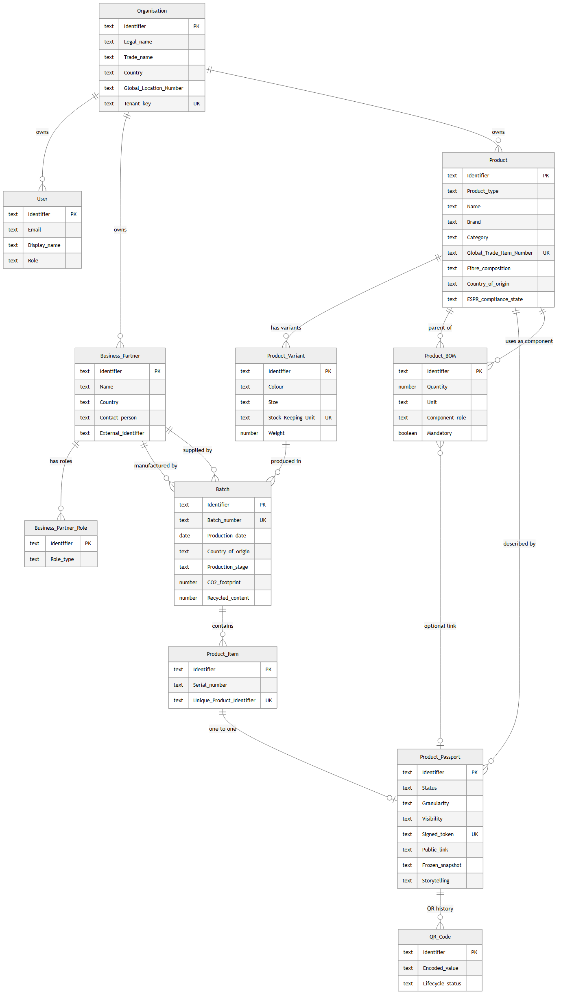 Organisation
text Identifier PK
text Legal_name
text Trade_name
text Country
text Global_Location_Number
text Tenant_key UK
owns
owns
Product
text Identifier PK
text Product_type
text Name
text Brand
text Category
text Global_Trade_Item_Number UK
text Fibre_composition
text Country_of_origin
text ESPR_compliance_state
User
text Identifier PK
text Email
text Display_name
text Role
owns
has variants
parent of
uses as component
Business_Partner
text Identifier PK
text Name
text Country
text Contact_person
text External_identifier
Product_Variant
text Identifier PK
text Colour
text Size
text Stock_Keeping_Unit UK
number Weight
Product_BOM
text Identifier PK
number Quantity
text Unit
text Component_role
boolean Mandatory
has roles
manufactured by
supplied by
produced in
Batch
text Identifier PK
text Batch_number UK
date Production_date
text Country_of_origin
text Production_stage
number CO2_footprint
number Recycled_content
Business_Partner_Role
text Identifier PK
text Role_type
described by
contains
optional link
Product_Item
text Identifier PK
text Serial_number
text Unique_Product_Identifier UK
one to one
Product_Passport
text Identifier PK
text Status
text Granularity
text Visibility
text Signed_token UK
text Public_link
text Frozen_snapshot
text Storytelling
QR history
QR_Code
text Identifier PK
text Encoded_value
text Lifecycle_status